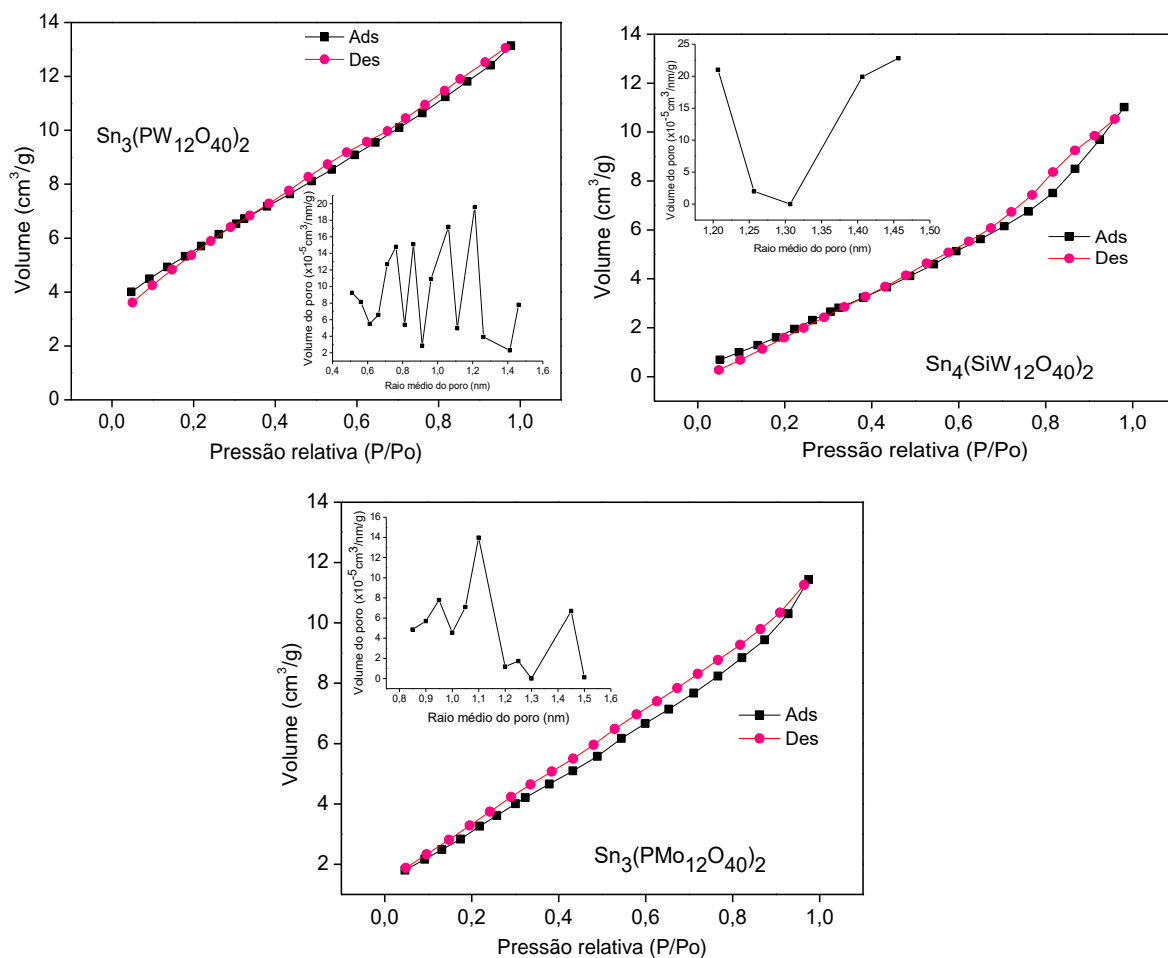 14
12
10
8
6
4
2
0
Volume (cm³/g)
Ads
Des
Sn₃(PW₁₂O₄₀)₂
20
18
16
14
12
10
8
6
4
2
Volume do poro (x10⁻⁵cm³/nm/g)
0,4 0,6 0,8 1,0 1,2 1,4 1,6
Raio médio do poro (nm)
0,0 0,2 0,4 0,6 0,8 1,0
Pressão relativa (P/Po)
14
12
10
8
6
4
2
0
Volume (cm³/g)
25
20
15
10
5
0
Volume do poro (x10⁻⁵cm³/nm/g)
1,20 1,25 1,30 1,35 1,40 1,45 1,50
Raio médio do poro (nm)
Ads
Des
Sn₄(SiW₁₂O₄₀)₂
0,0 0,2 0,4 0,6 0,8 1,0
Pressão relativa (P/Po)
14
12
10
8
6
4
2
Volume (cm³/g)
16
14
12
10
8
6
4
2
0
Volume do poro (x10⁻⁵cm³/nm/g)
0,8 0,9 1,0 1,1 1,2 1,3 1,4 1,5 1,6
Raio médio do poro (nm)
Ads
Des
Sn₃(PMo₁₂O₄₀)₂
0,0 0,2 0,4 0,6 0,8 1,0
Pressão relativa (P/Po)